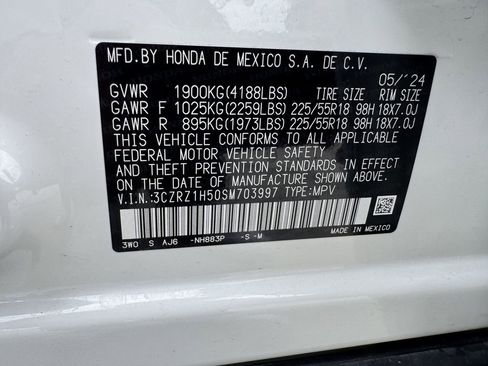 MFD.BY HONDA DE MEXICO S.A. DE C.V.
05/'24
GVWR 1900KG(4188LBS) TIRE SIZE RIM SIZE
GAWR F 1025KG(2259LBS) 225/55R18 98H 18X7.0J
GAWR R 895KG(1973LBS) 225/55R18 98H 18X7.0J
THIS VEHICLE CONFORMS TO ALL APPLICABLE
FEDERAL MOTOR VEHICLE SAFETY
AND THEFT PREVENTION STANDARDS IN EFFECT
ON THE DATE OF MANUFACTURE SHOWN ABOVE.
V.I.N.:3CZRZ1H50SM703997 TYPE:MPV
3W0 S AJ6 -NH883P -S -M
MADE IN MEXICO